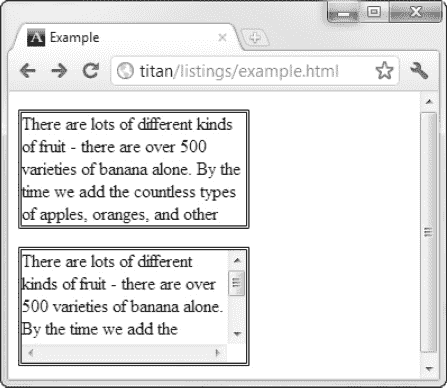 A Example
titan/listings/example.html
There are lots of different kinds
of fruit - there are over 500
varieties of banana alone. By the
time we add the countless types
of apples, oranges, and other
There are lots of different
kinds of fruit - there are over
500 varieties of banana alone.
By the time we add the